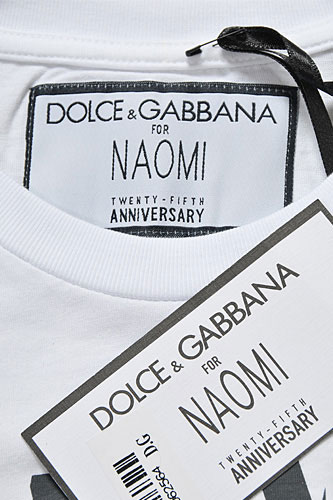 DOLCE & GABBANA
FOR
NAOMI
TWENTY-FIFTH
ANNIVERSARY
DOLCE & GABBANA
FOR
NAOMI
TWENTY-FIFTH
ANNIVERSARY
D.G